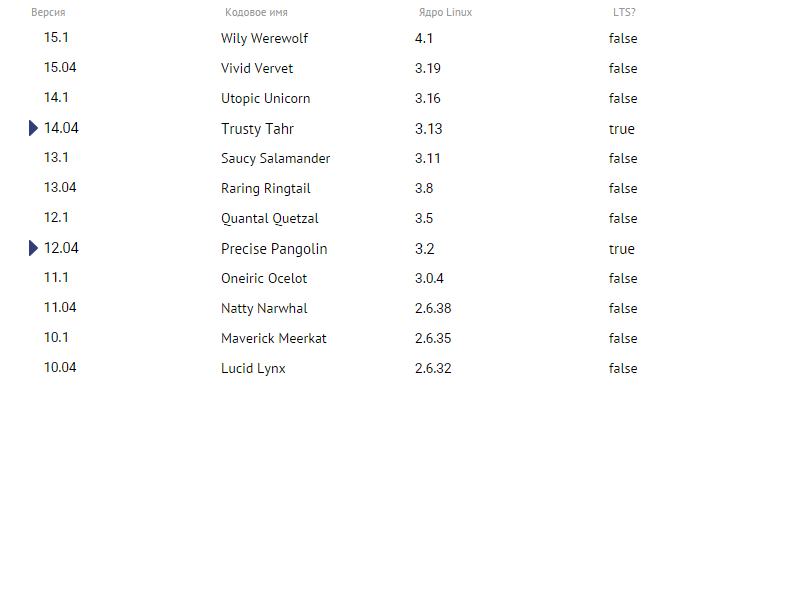 Версия Кодовое имя Ядро Linux LTS?
15.1 Wily Werewolf 4.1 false
15.04 Vivid Vervet 3.19 false
14.1 Utopic Unicorn 3.16 false
14.04 Trusty Tahr 3.13 true
13.1 Saucy Salamander 3.11 false
13.04 Raring Ringtail 3.8 false
12.1 Quantal Quetzal 3.5 false
12.04 Precise Pangolin 3.2 true
11.1 Oneiric Ocelot 3.0.4 false
11.04 Natty Narwhal 2.6.38 false
10.1 Maverick Meerkat 2.6.35 false
10.04 Lucid Lynx 2.6.32 false